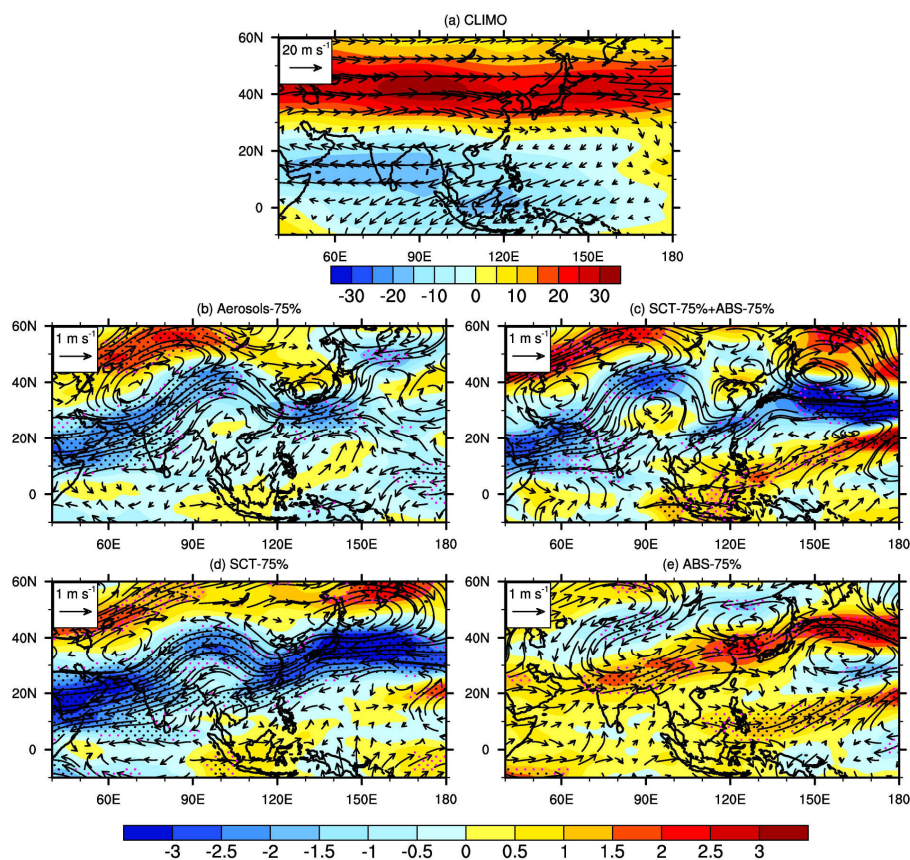 (a) CLIMO
60N
20 m s⁻¹
40N
20N
0
60E 90E 120E 150E 180
-30 -20 -10 0 10 20 30
(b) Aerosols-75%
60N
1 m s⁻¹
40N
20N
0
60E 90E 120E 150E 180
(c) SCT-75%+ABS-75%
60N
1 m s⁻¹
40N
20N
0
60E 90E 120E 150E 180
(d) SCT-75%
60N
1 m s⁻¹
40N
20N
0
60E 90E 120E 150E 180
(e) ABS-75%
60N
1 m s⁻¹
40N
20N
0
60E 90E 120E 150E 180
-3 -2.5 -2 -1.5 -1 -0.5 0 0.5 1 1.5 2 2.5 3